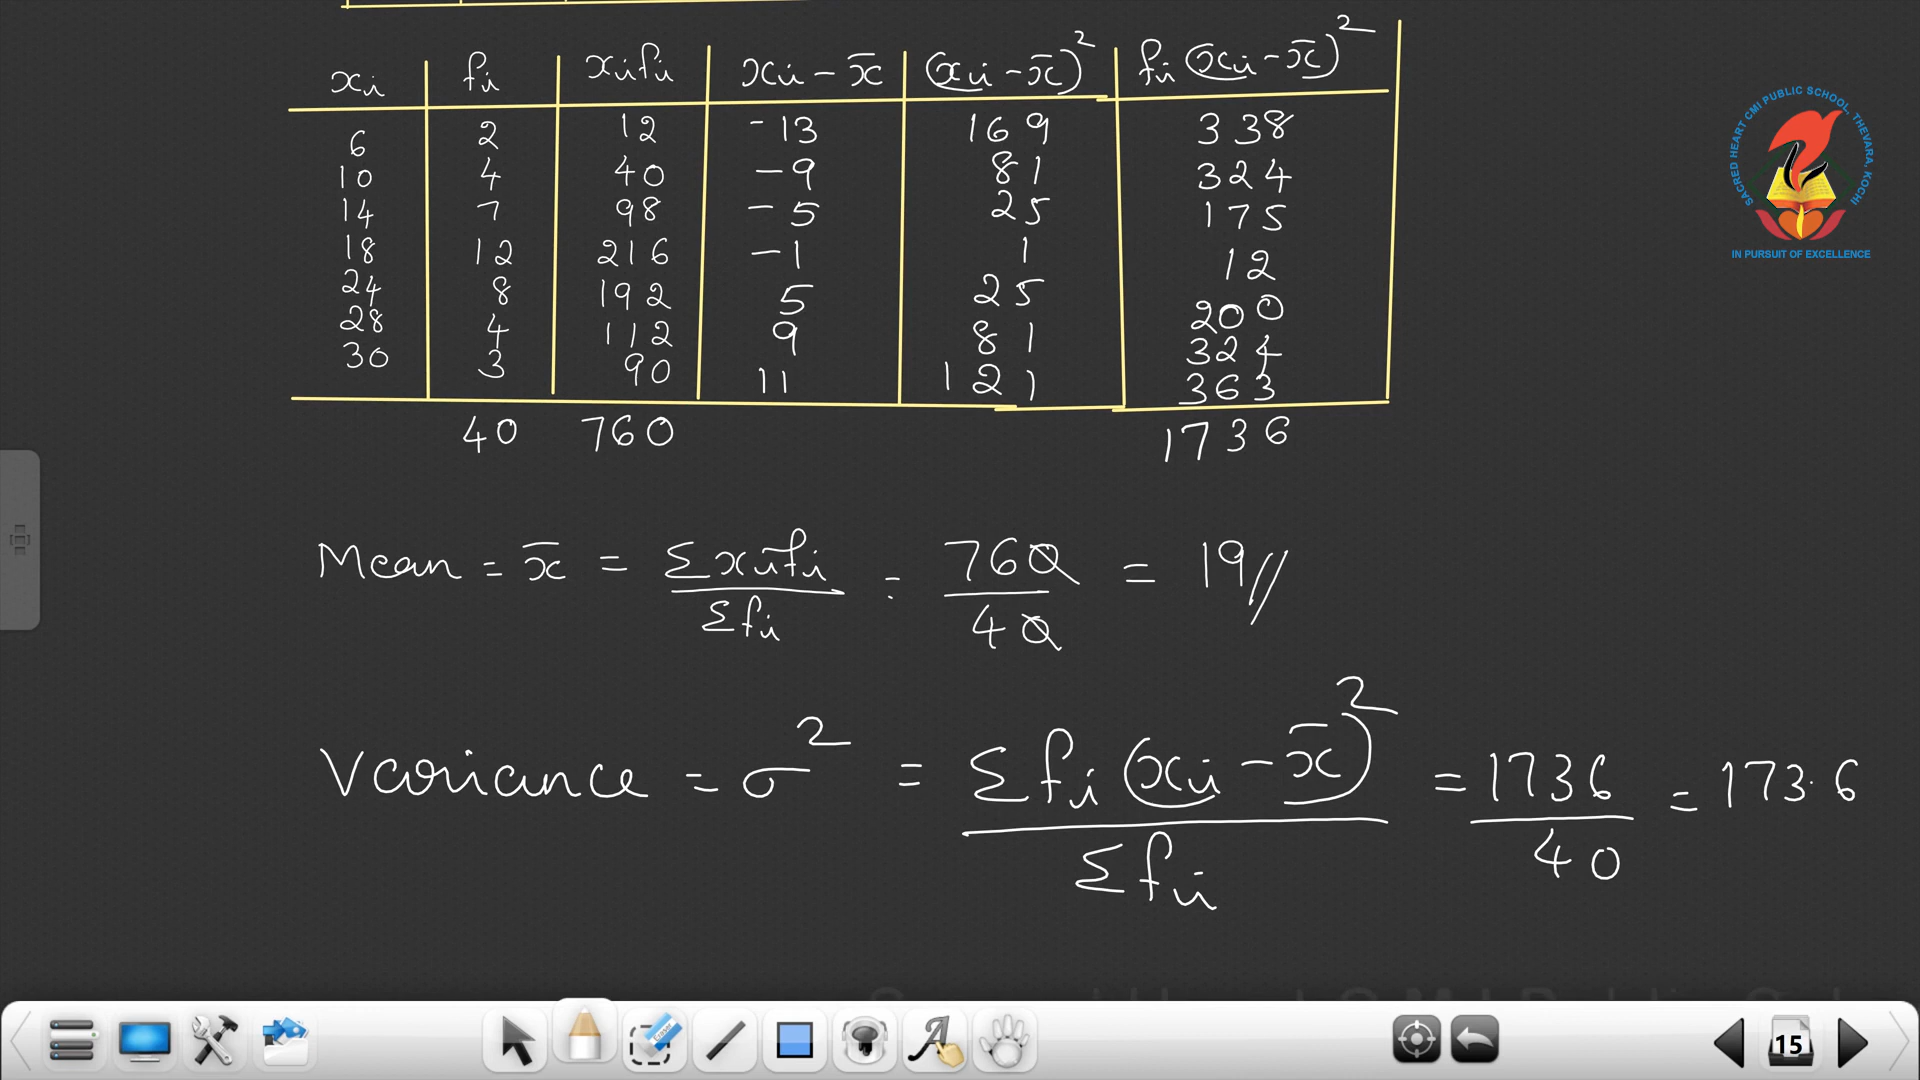 xi fi xifi xi - x̄ (xi - x̄)² fi(xi - x̄)²
6 2 12 -13 169 338
10 4 40 -9 81 324
14 7 98 -5 25 175
18 12 216 -1 1 12
24 8 192 5 25 200
28 4 112 9 81 324
30 3 90 11 121 363
40 760 1736
Mean = x̄ = Σxifi / Σfi = 760 / 40 = 19//
Variance = σ² = Σfi(xi - x̄)² / Σfi = 1736 / 40 = 173.6
SACRED HEART CMI PUBLIC SCHOOL, THEVARA, KOCHI
IN PURSUIT OF EXCELLENCE
eraser
A
15